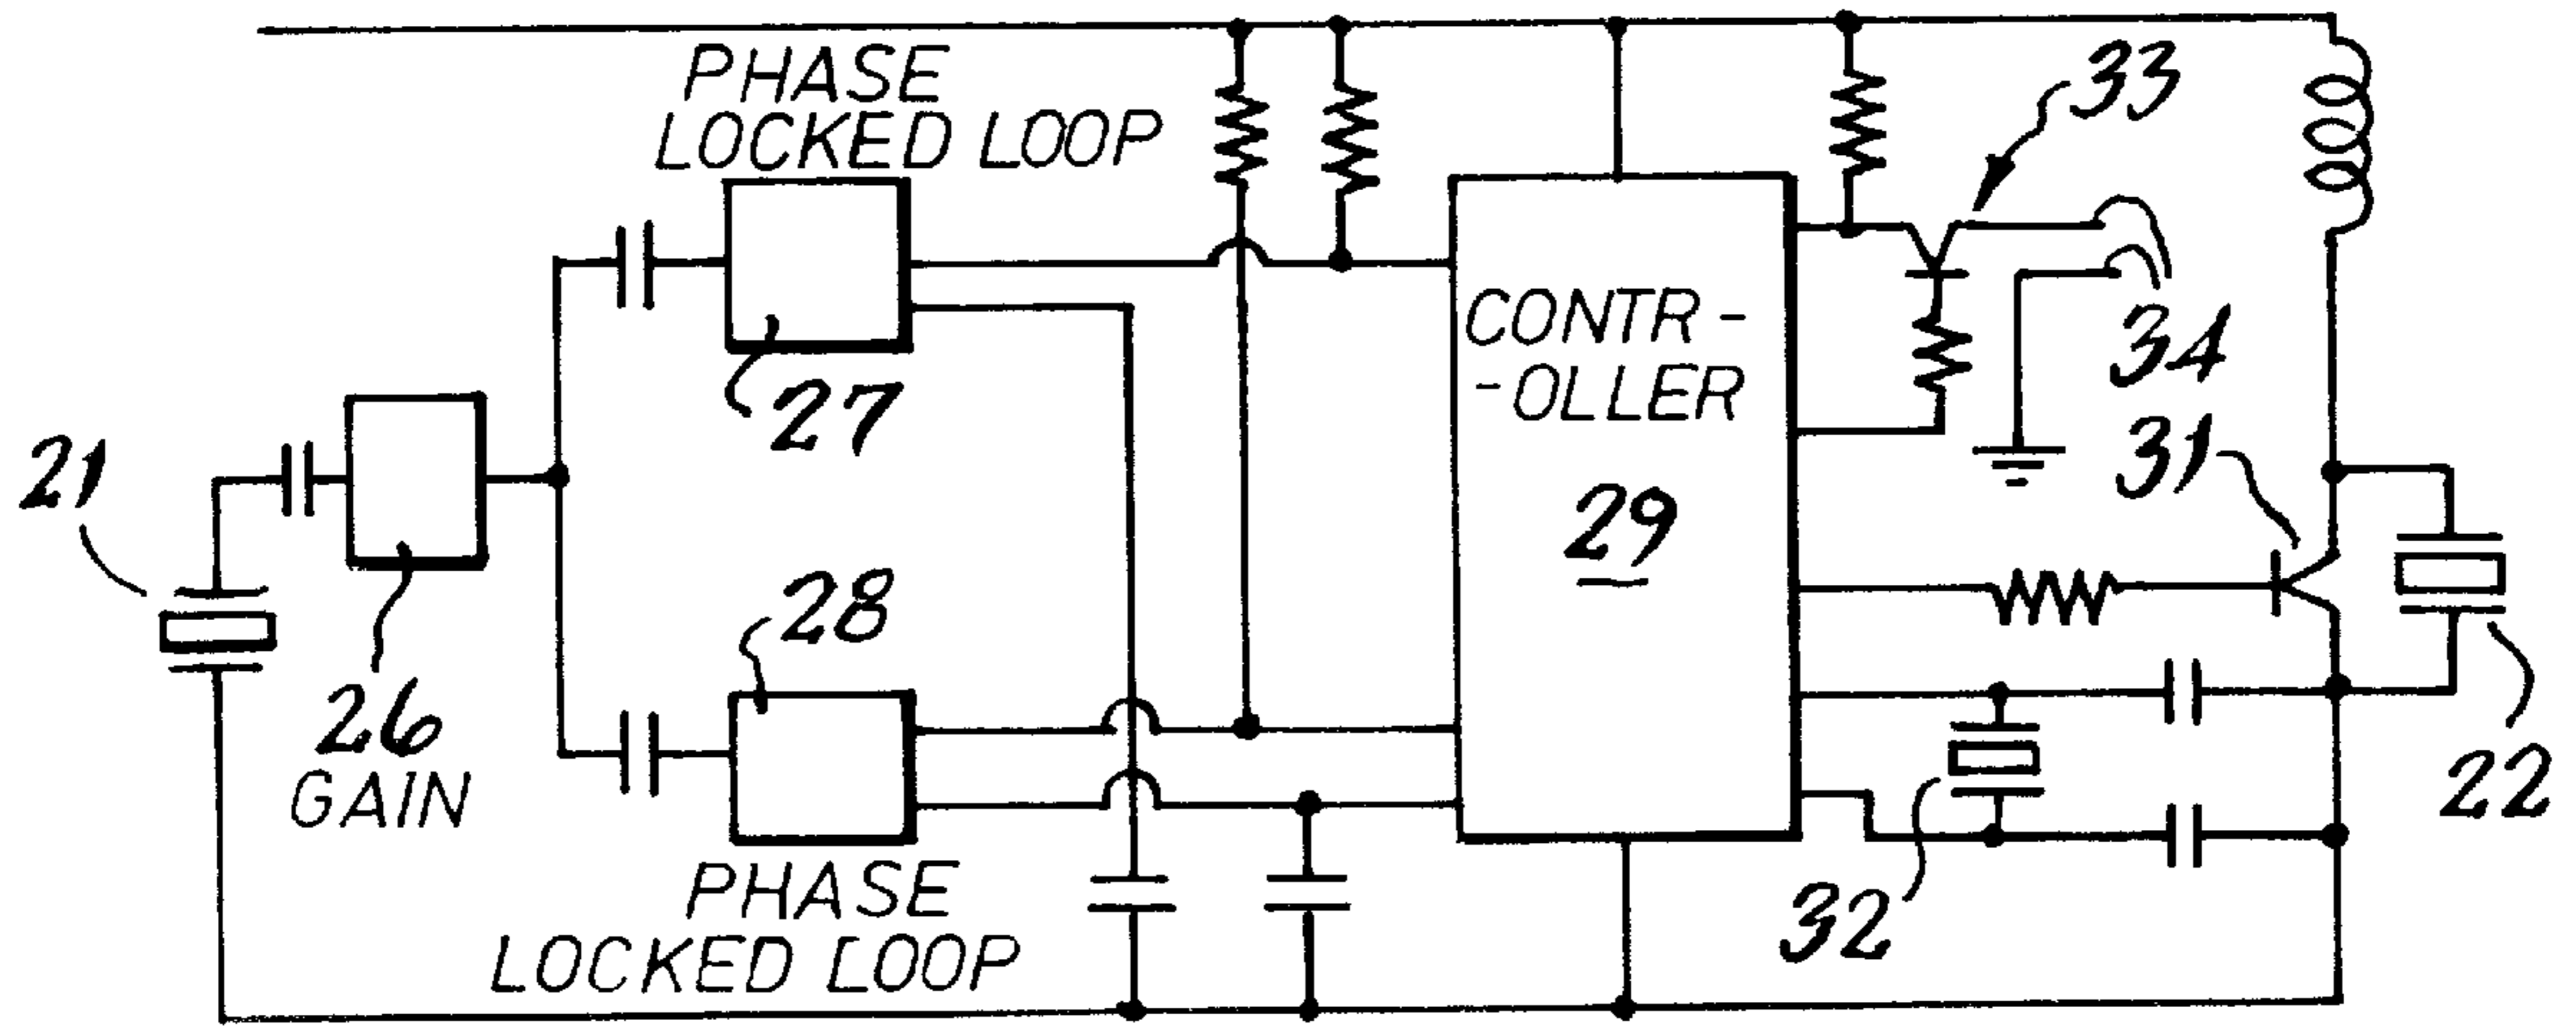 PHASE
LOCKED LOOP
33
27
CONTR-
-OLLER
29
34
31
21
26
GAIN
28
PHASE
LOCKED LOOP
32
22